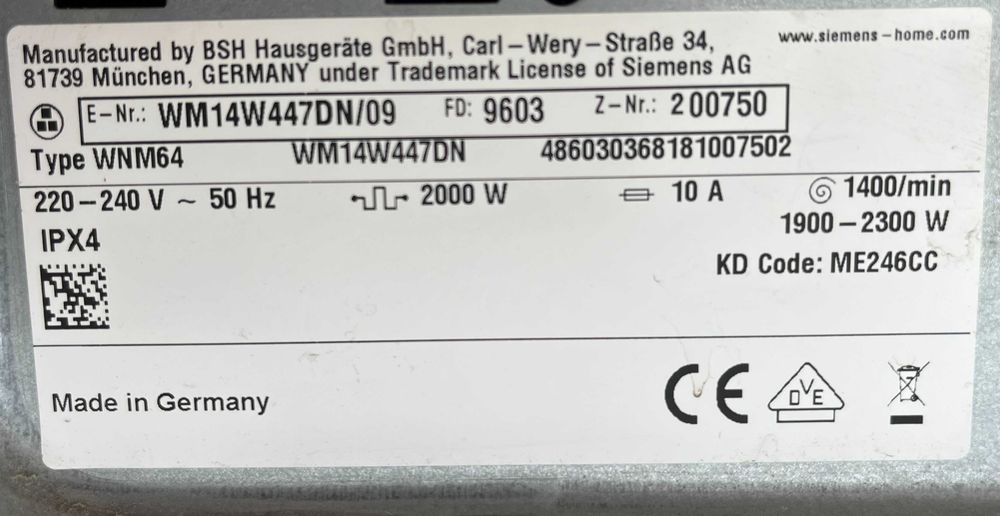 Manufactured by BSH Hausgeräte GmbH, Carl-Wery-Straße 34,
www.siemens-home.com
81739 München, GERMANY under Trademark License of Siemens AG
E-Nr.: WM14W447DN/09 FD: 9603 Z-Nr.: 200750
Type WNM64 WM14W447DN 486030368181007502
220-240 V ~ 50 Hz 2000 W 10 A 1400/min
1900-2300 W
IPX4
KD Code: ME246CC
Made in Germany
CE
DVE